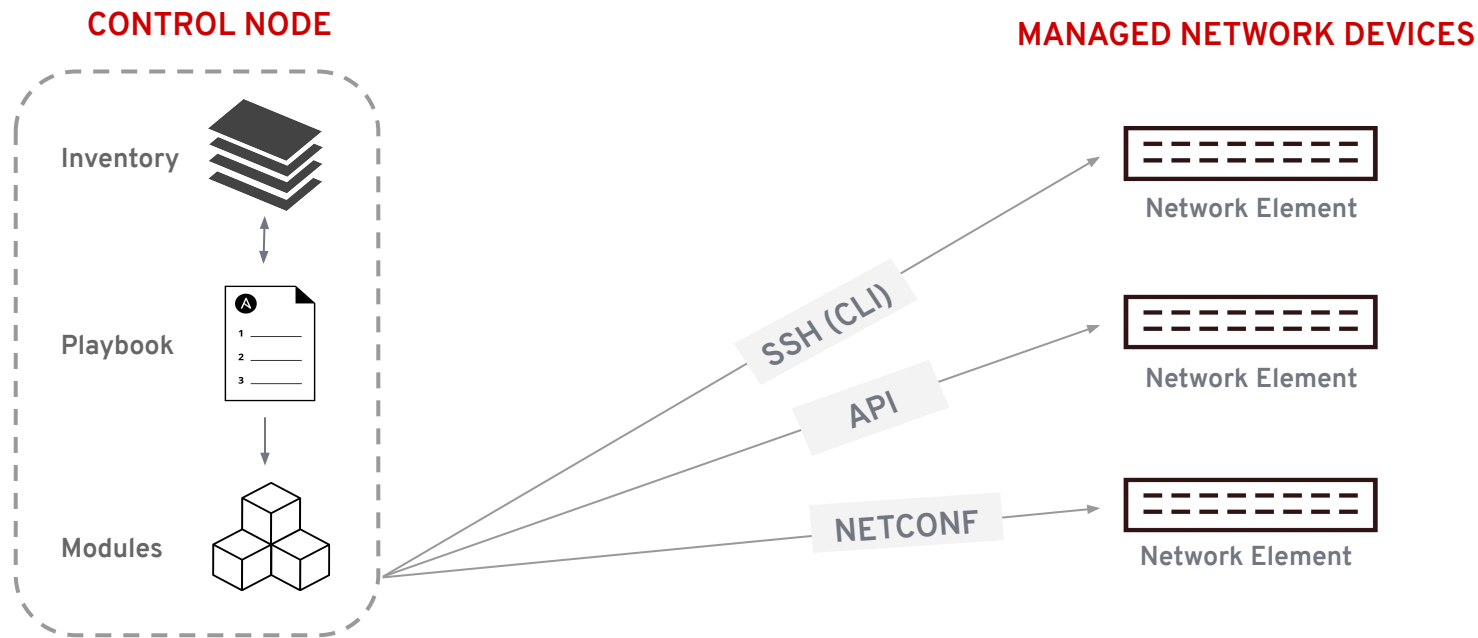 CONTROL NODE
MANAGED NETWORK DEVICES
Inventory
Playbook
A
1
2
3
Modules
SSH (CLI)
API
NETCONF
Network Element
Network Element
Network Element